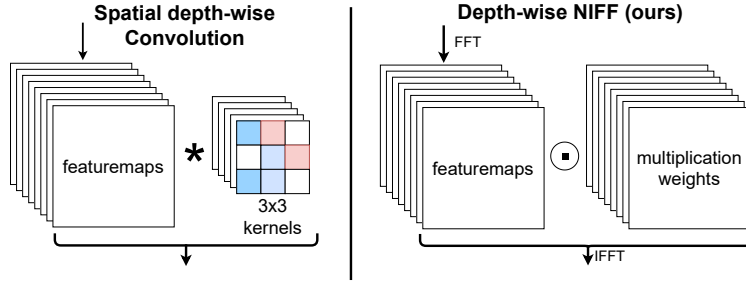 Spatial depth-wise
Convolution
featuremaps
*
3x3
kernels
Depth-wise NIFF (ours)
FFT
featuremaps
multiplication
weights
IFFT